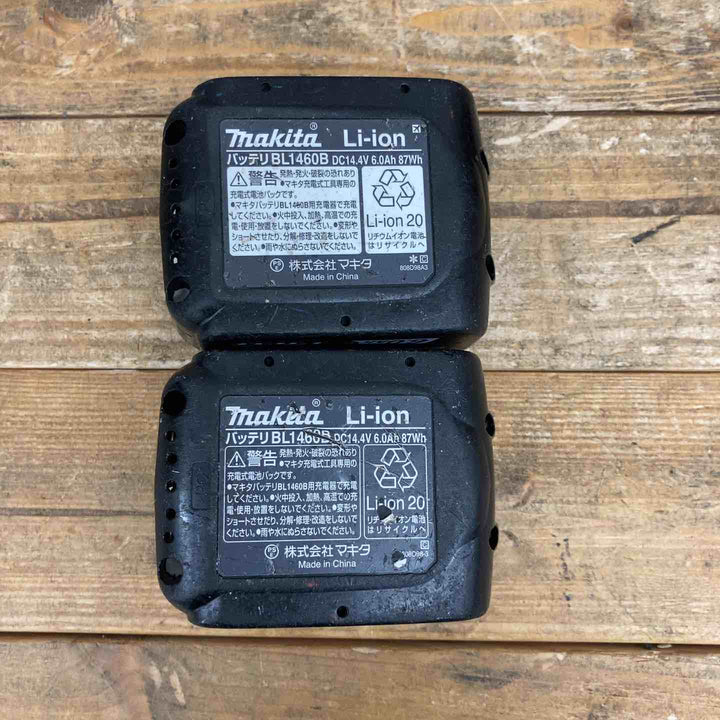 makita® Li-ion
バッテリ BL1460B DC14.4V 6.0Ah 87Wh
警告 発熱・発火・破裂の恐れあり
●マキタ充電式工具専用の
充電式電池パックです。
●マキタバッテリBL1460B用充電器で充電
してください。●火中投入、加熱、高温での充
電・使用・放置をしないでください。●変形や
ショートさせたり、分解・修理・改造をしないで
ください。●雨や水にぬらさないでください。
Li-ion 20
リチウムイオン電池
はリサイクルへ
PS E 株式会社マキタ
Made in China
808D98A3
makita® Li-ion
バッテリ BL1460B DC14.4V 6.0Ah 87Wh
警告 発熱・発火・破裂の恐れあり
●マキタ充電式工具専用の
充電式電池パックです。
●マキタバッテリBL1460B用充電器で充電
してください。●火中投入、加熱、高温での充
電・使用・放置をしないでください。●変形や
ショートさせたり、分解・修理・改造をしないで
ください。●雨や水にぬらさないでください。
Li-ion 20
リチウムイオン電池
はリサイクルへ
PS E 株式会社マキタ
Made in China